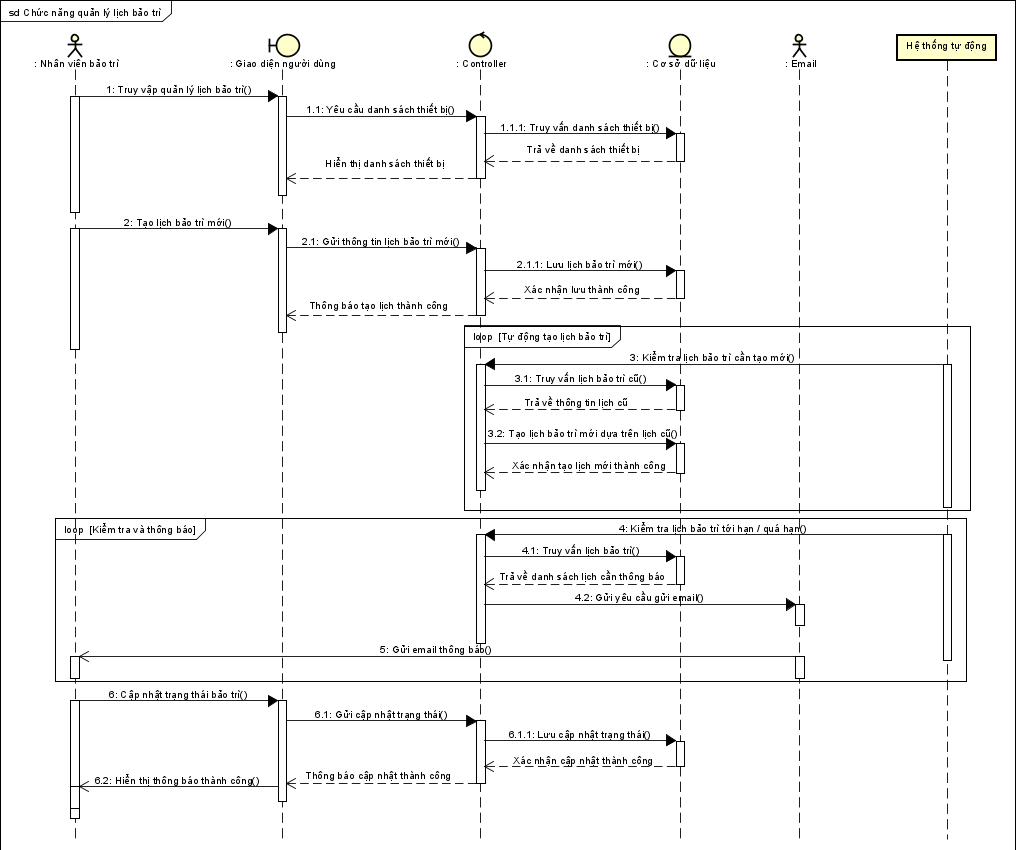 sd Chức năng quản lý lịch bảo trì
: Nhân viên bảo trì
: Giao diện người dùng
: Controller
: Cơ sở dữ liệu
: Email
Hệ thống tự động
1: Truy vập quản lý lịch bảo trì()
1.1: Yêu cầu danh sách thiết bị()
1.1.1: Truy vấn danh sách thiết bị()
Trả về danh sách thiết bị
Hiển thị danh sách thiết bị
2: Tạo lịch bảo trì mới()
2.1: Gửi thông tin lịch bảo trì mới()
2.1.1: Lưu lịch bảo trì mới()
Xác nhận lưu thành công
Thông báo tạo lịch thành công
loop [Tự động tạo lịch bảo trì]
3: Kiểm tra lịch bảo trì cần tạo mới()
3.1: Truy vấn lịch bảo trì cũ()
Trả về thông tin lịch cũ
3.2: Tạo lịch bảo trì mới dựa trên lịch cũ()
Xác nhận tạo lịch mới thành công
loop [Kiểm tra và thông báo]
4: Kiểm tra lịch bảo trì tới hạn / quá hạn()
4.1: Truy vấn lịch bảo trì()
Trả về danh sách lịch cần thông báo
4.2: Gửi yêu cầu gửi email()
5: Gửi email thông báo()
6: Cập nhật trạng thái bảo trì()
6.1: Gửi cập nhật trạng thái()
6.1.1: Lưu cập nhật trạng thái()
Xác nhận cập nhật thành công
Thông báo cập nhật thành công
6.2: Hiển thị thông báo thành công()